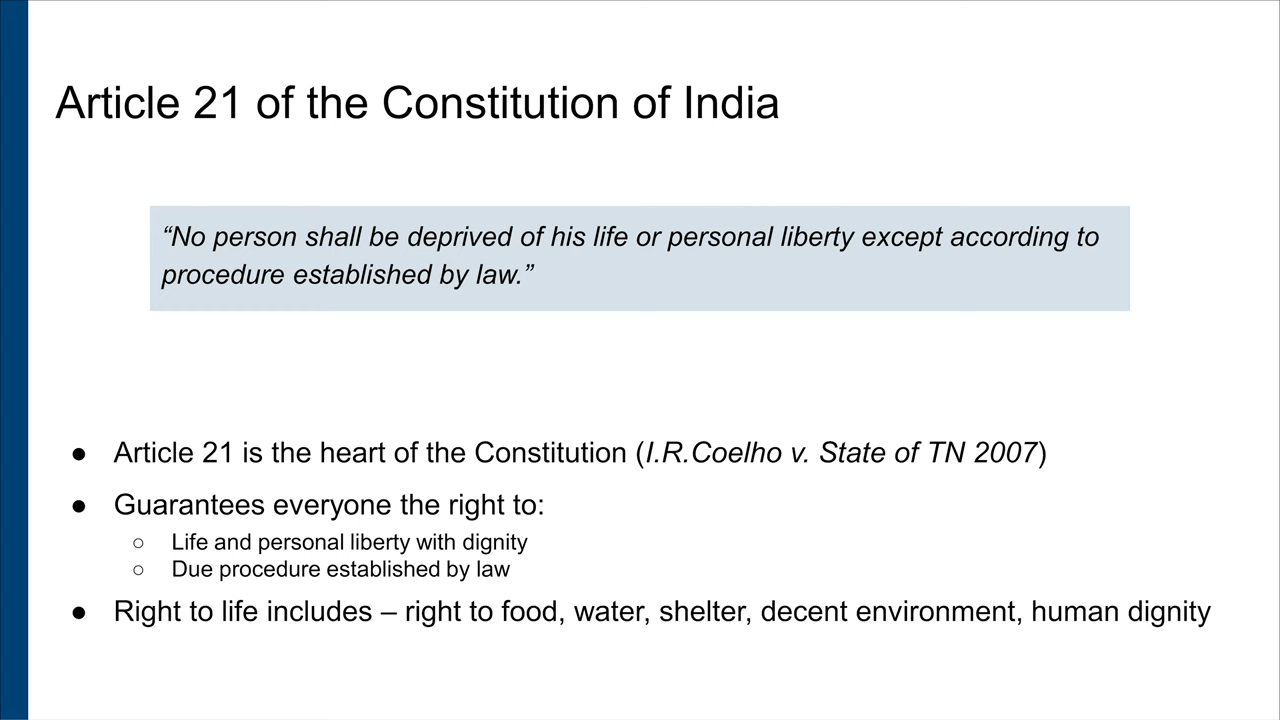 Article 21 of the Constitution of India
“No person shall be deprived of his life or personal liberty except according to
procedure established by law.”
● Article 21 is the heart of the Constitution (I.R.Coelho v. State of TN 2007)
● Guarantees everyone the right to:
○ Life and personal liberty with dignity
○ Due procedure established by law
● Right to life includes – right to food, water, shelter, decent environment, human dignity